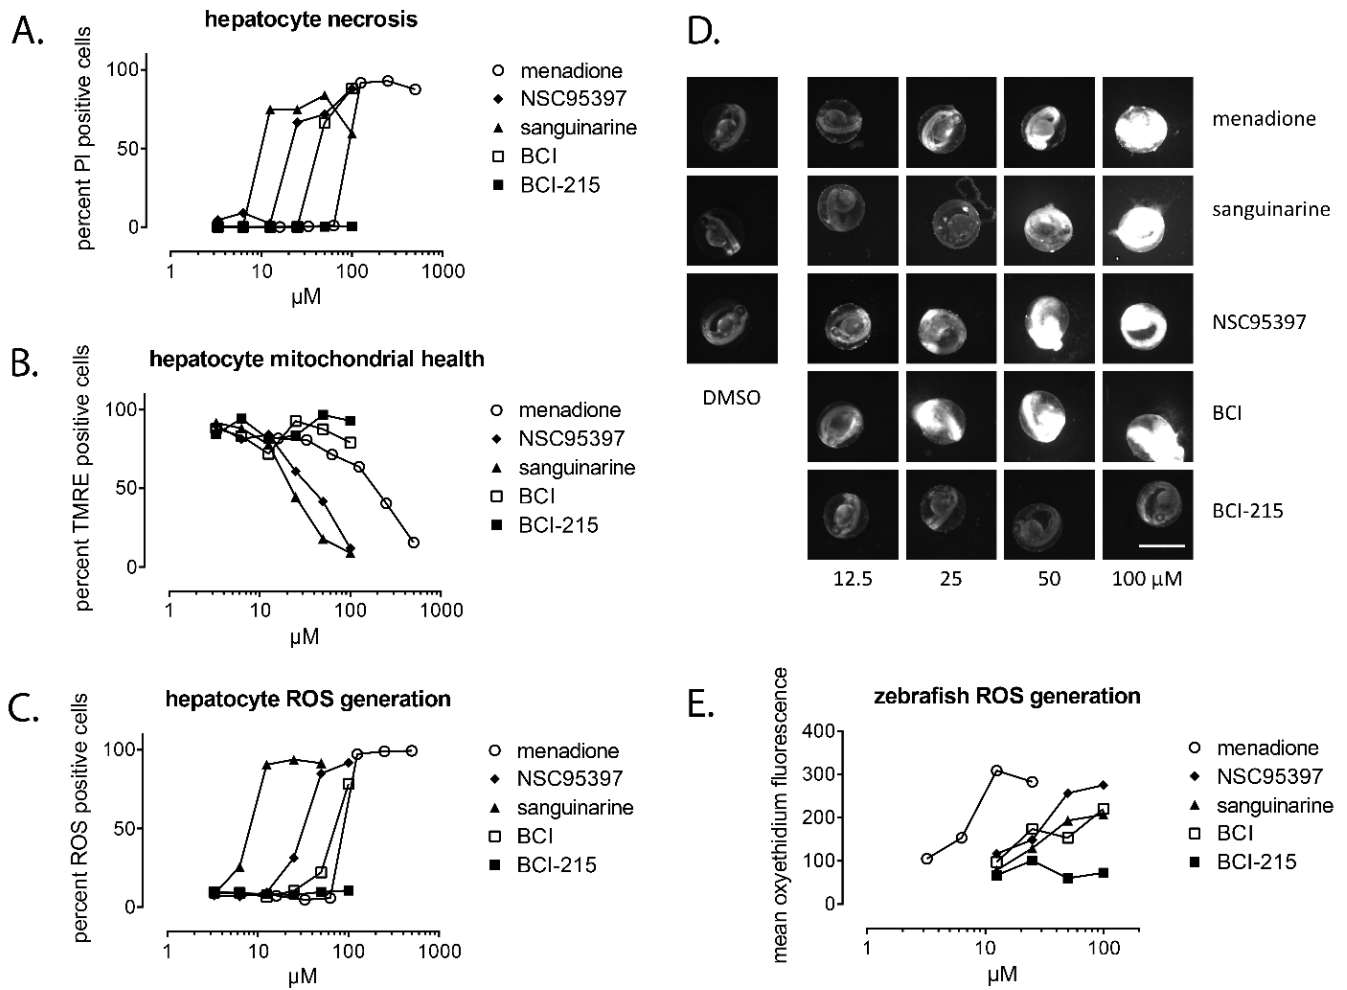 A.
hepatocyte necrosis
percent PI positive cells
100
50
0
1 10 100 1000
µM
menadione
NSC95397
sanguinarine
BCI
BCI-215
B.
hepatocyte mitochondrial health
percent TMRE positive cells
100
50
0
1 10 100 1000
µM
menadione
NSC95397
sanguinarine
BCI
BCI-215
C.
hepatocyte ROS generation
percent ROS positive cells
100
50
0
1 10 100 1000
µM
menadione
NSC95397
sanguinarine
BCI
BCI-215
D.
menadione
sanguinarine
NSC95397
DMSO
BCI
BCI-215
12.5 25 50 100 µM
E.
zebrafish ROS generation
mean oxyethidium fluorescence
400
300
200
100
0
1 10 100
µM
menadione
NSC95397
sanguinarine
BCI
BCI-215